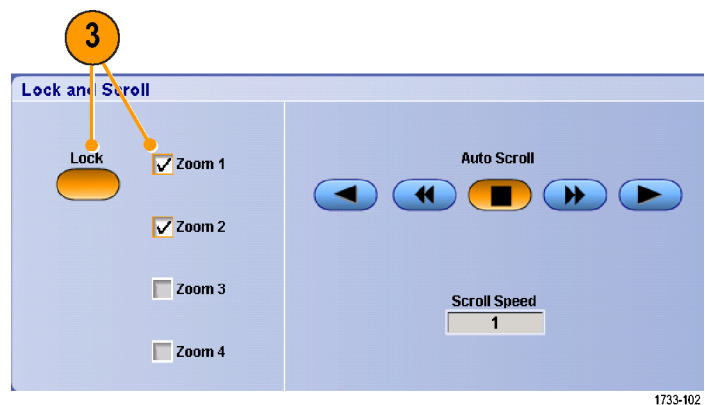 3
Lock and Scroll
Lock
Zoom 1
Zoom 2
Zoom 3
Zoom 4
Auto Scroll
Scroll Speed
1
1733-102